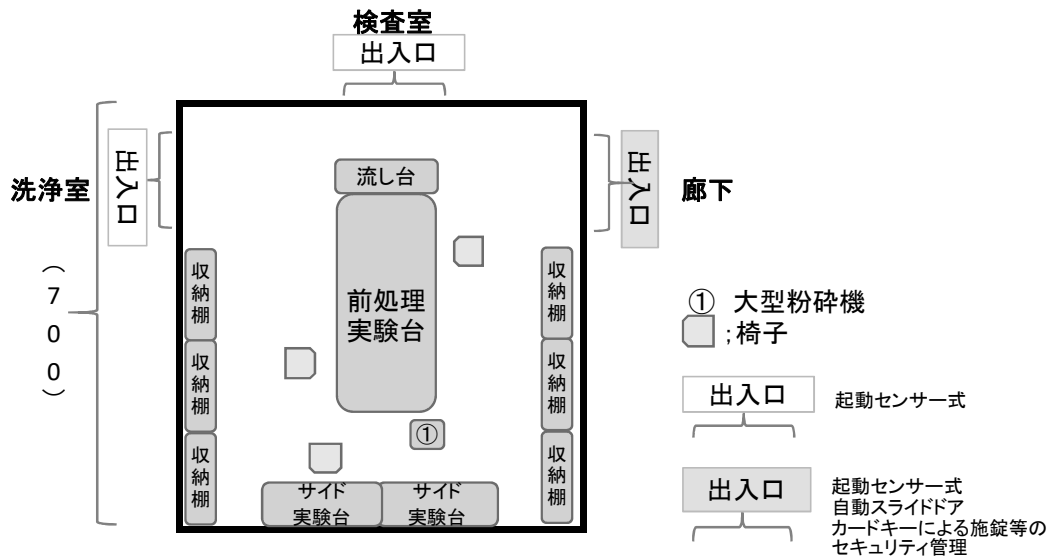 検査室
出入口
洗浄室
出入口
出入口
廊下
流し台
前処理
実験台
収納棚
収納棚
収納棚
収納棚
収納棚
収納棚
(700)
①
サイド
実験台
サイド
実験台
① 大型粉砕機
;椅子
出入口
起動センサー式
出入口
起動センサー式
自動スライドドア
カードキーによる施錠等の
セキュリティ管理